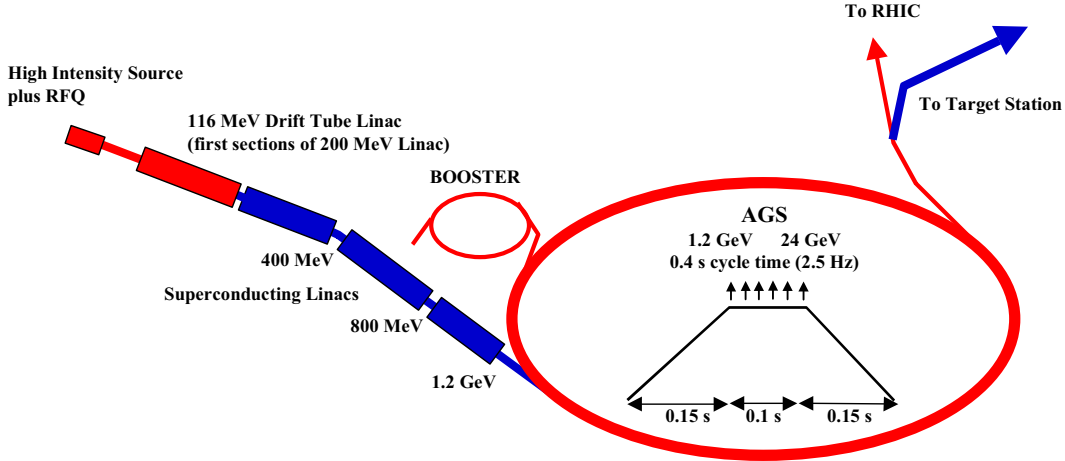 To RHIC
High Intensity Source
plus RFQ
To Target Station
116 MeV Drift Tube Linac
(first sections of 200 MeV Linac)
BOOSTER
AGS
1.2 GeV 24 GeV
0.4 s cycle time (2.5 Hz)
400 MeV
Superconducting Linacs
800 MeV
1.2 GeV
0.15 s 0.1 s 0.15 s